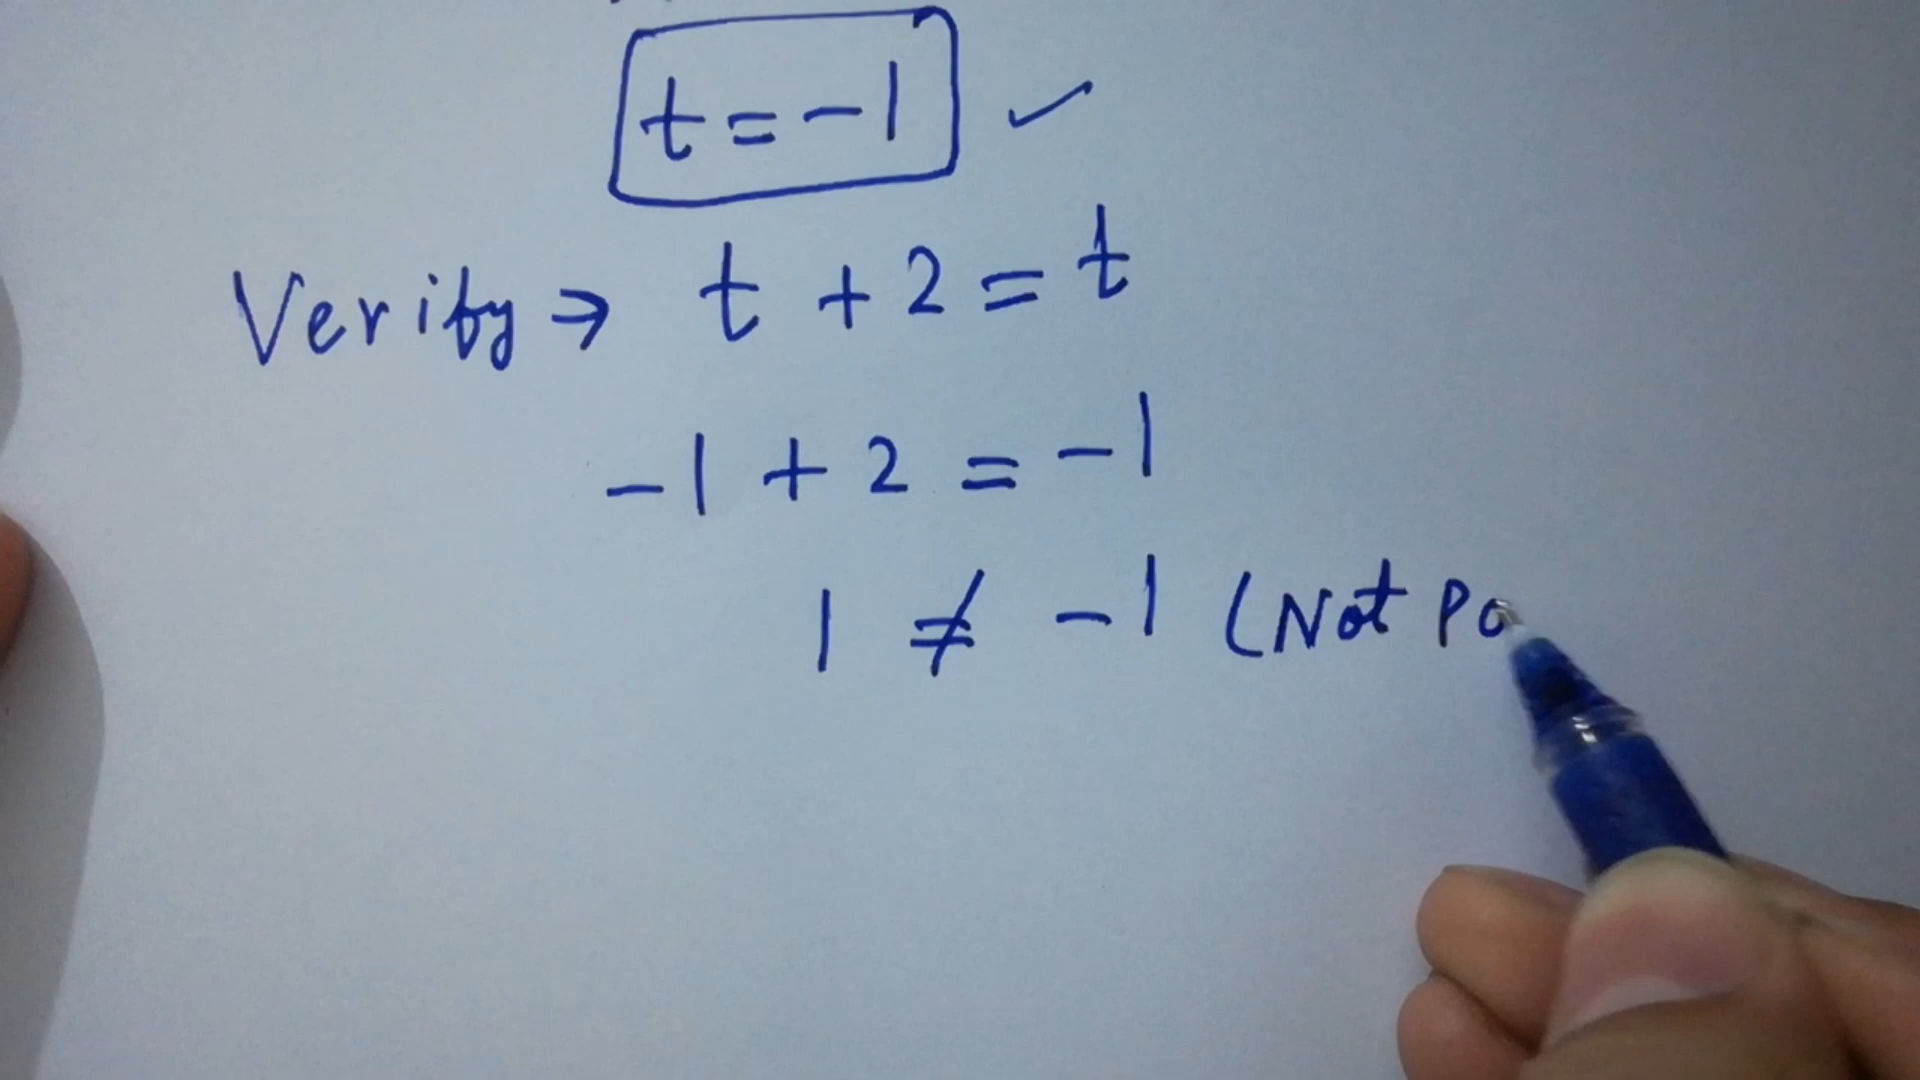 t = -1 ✓
Verify → t + 2 = t
-1 + 2 = -1
1 ≠ -1 (Not Po